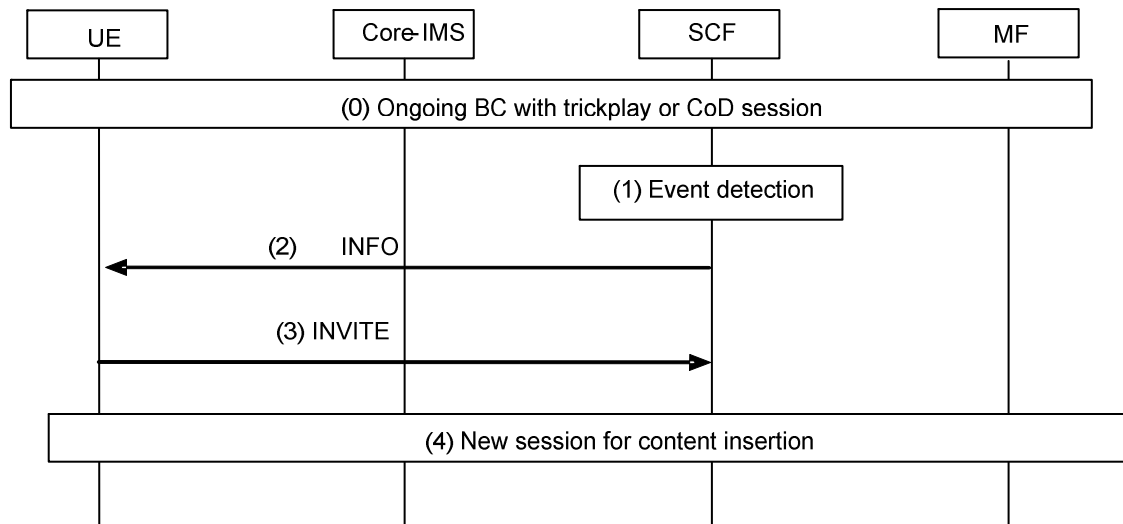 UE
Core-IMS
SCF
MF
(0) Ongoing BC with trickplay or CoD session
(1) Event detection
(2) INFO
(3) INVITE
(4) New session for content insertion